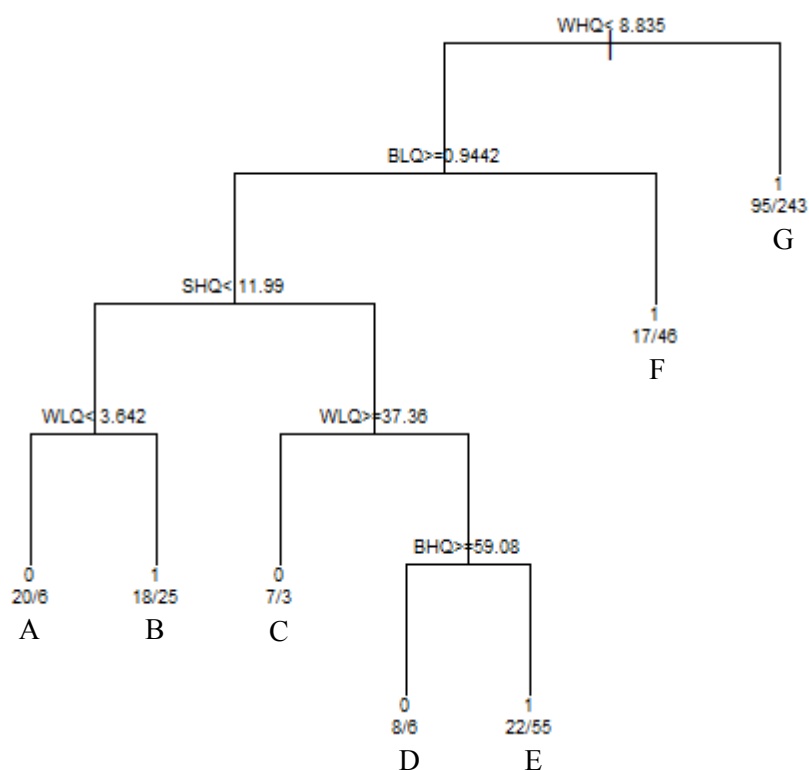 WHQ< 8.835
BLQ>=0.9442
1
95/243
G
SHQ< 11.99
1
17/46
F
WLQ< 3.642
WLQ>=37.36
BHQ>=59.08
0
20/6
A
1
18/25
B
0
7/3
C
0
8/6
D
1
22/55
E